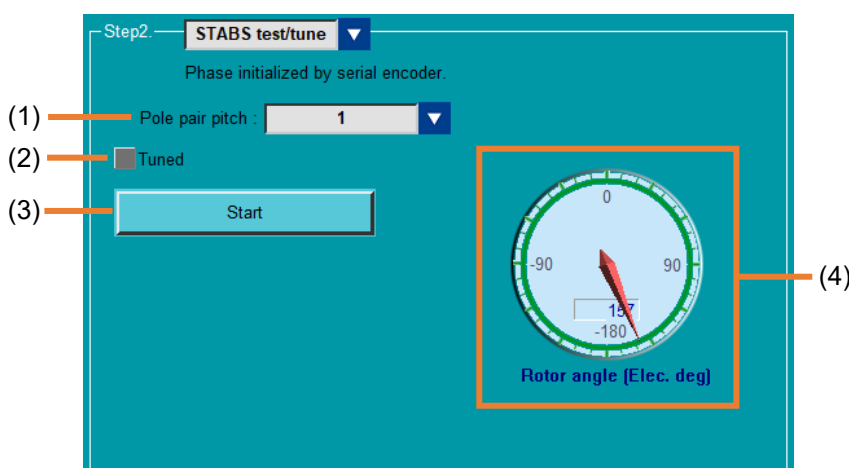 Step2. STABS test/tune
Phase initialized by serial encoder.
(1) Pole pair pitch : 1
(2) Tuned
(3) Start
0
-90 90
(4)
157
-180
Rotor angle (Elec. deg)